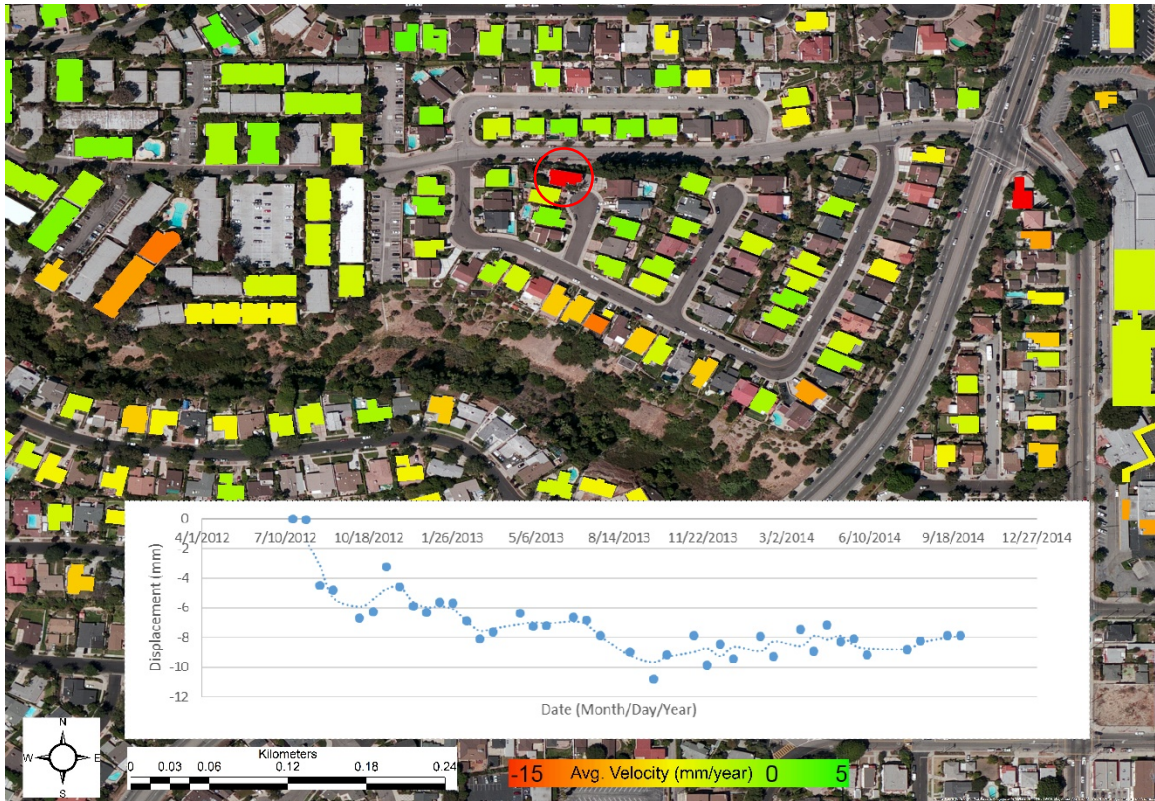 0
4/1/2012 7/10/2012 10/18/2012 1/26/2013 5/6/2013 8/14/2013 11/22/2013 3/2/2014 6/10/2014 9/18/2014 12/27/2014
2
-4
-6
-8
-10
-12
Displacement (mm)
Date (Month/Day/Year)
N
W E
S
Kilometers
0 0.03 0.06 0.12 0.18 0.24
-15 Avg. Velocity (mm/year) 0 5